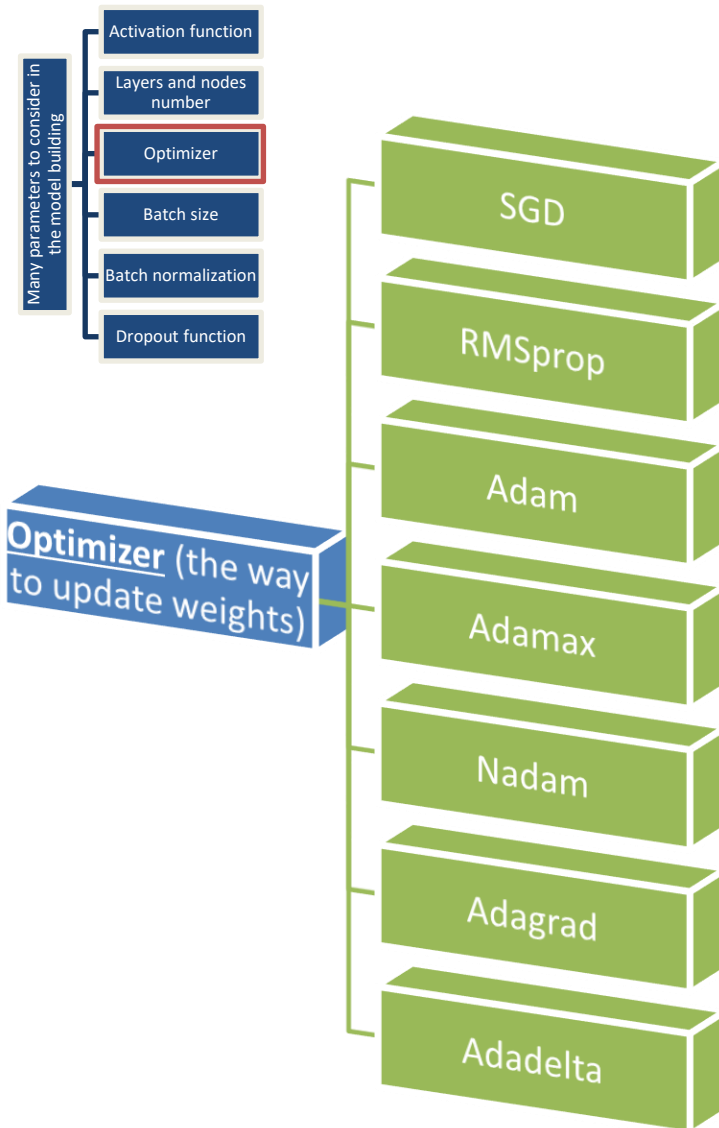 Many parameters to consider in
the model building
Activation function
Layers and nodes
number
Optimizer
Batch size
Batch normalization
Dropout function
Optimizer (the way
to update weights)
SGD
RMSprop
Adam
Adamax
Nadam
Adagrad
Adadelta